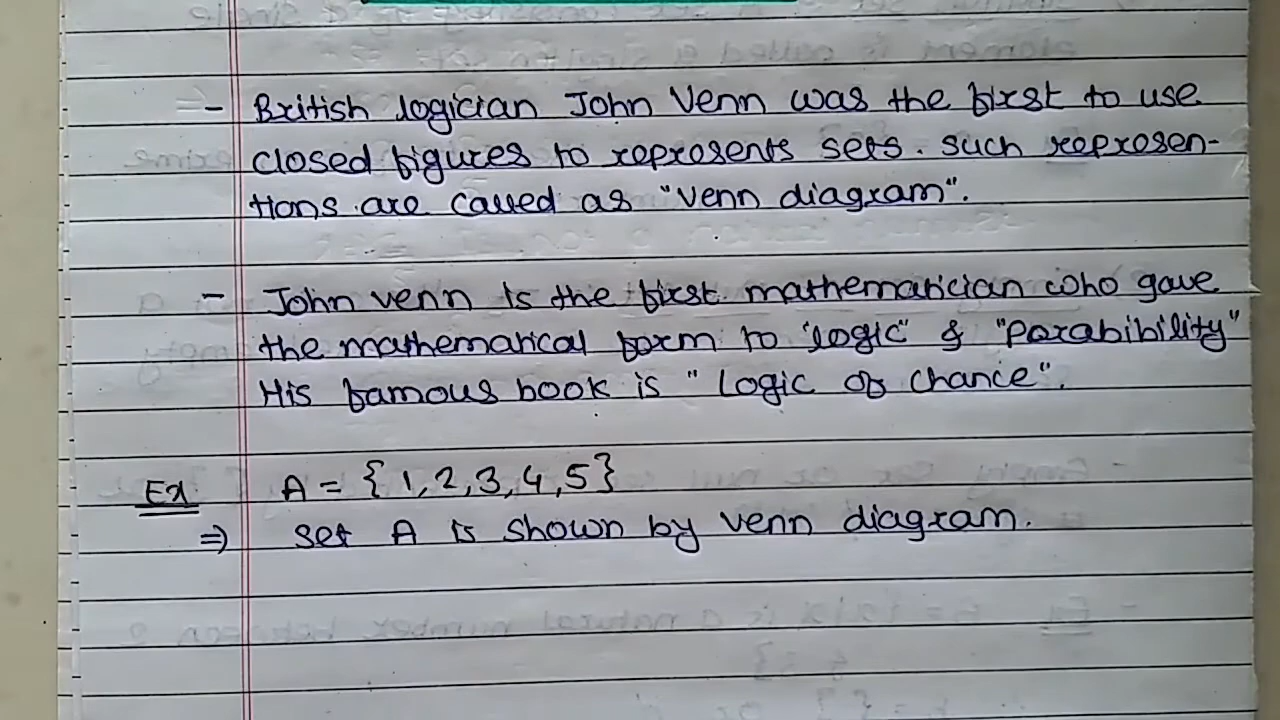 - British logician John Venn was the first to use
closed figures to represents sets. such represen-
tions are called as "venn diagram".
- John venn is the first mathematician who gave
the mathematical form to 'logic" & "Parabibility"
His famous book is "Logic of chance".
Ex A = { 1, 2, 3, 4, 5}
⇒ set A is shown by venn diagram.